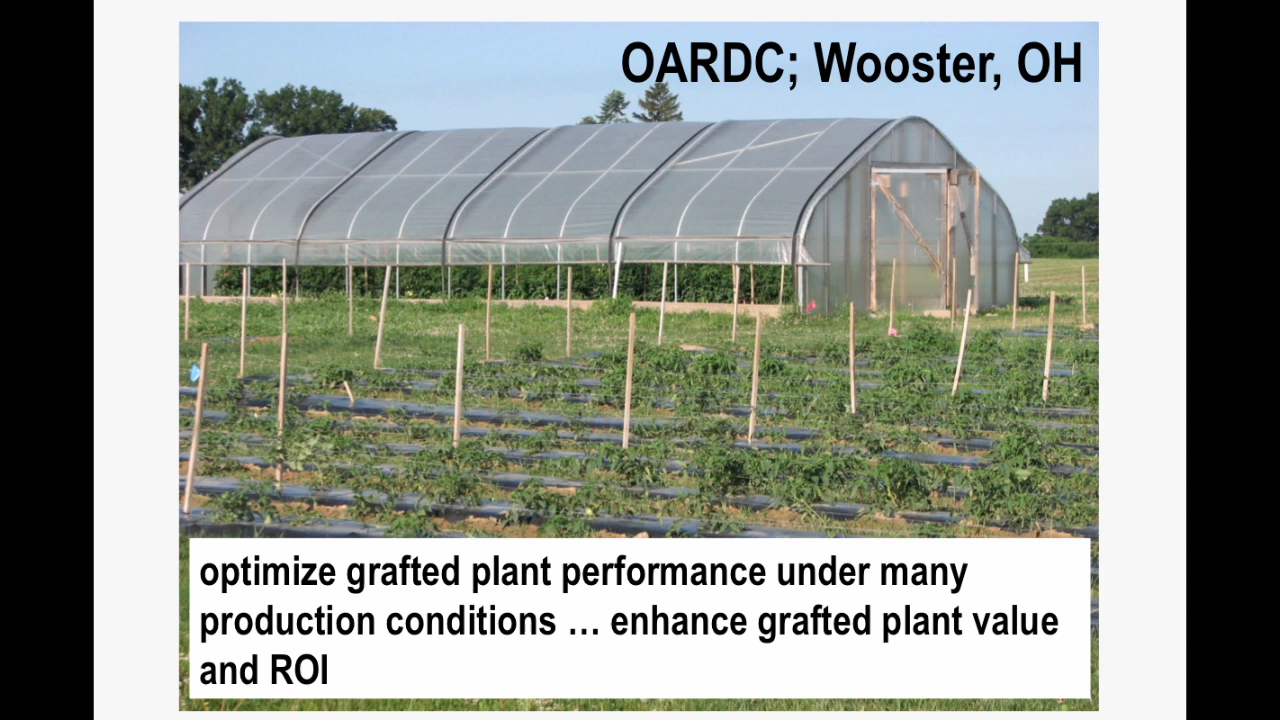 OARDC; Wooster, OH
optimize grafted plant performance under many
production conditions … enhance grafted plant value
and ROI